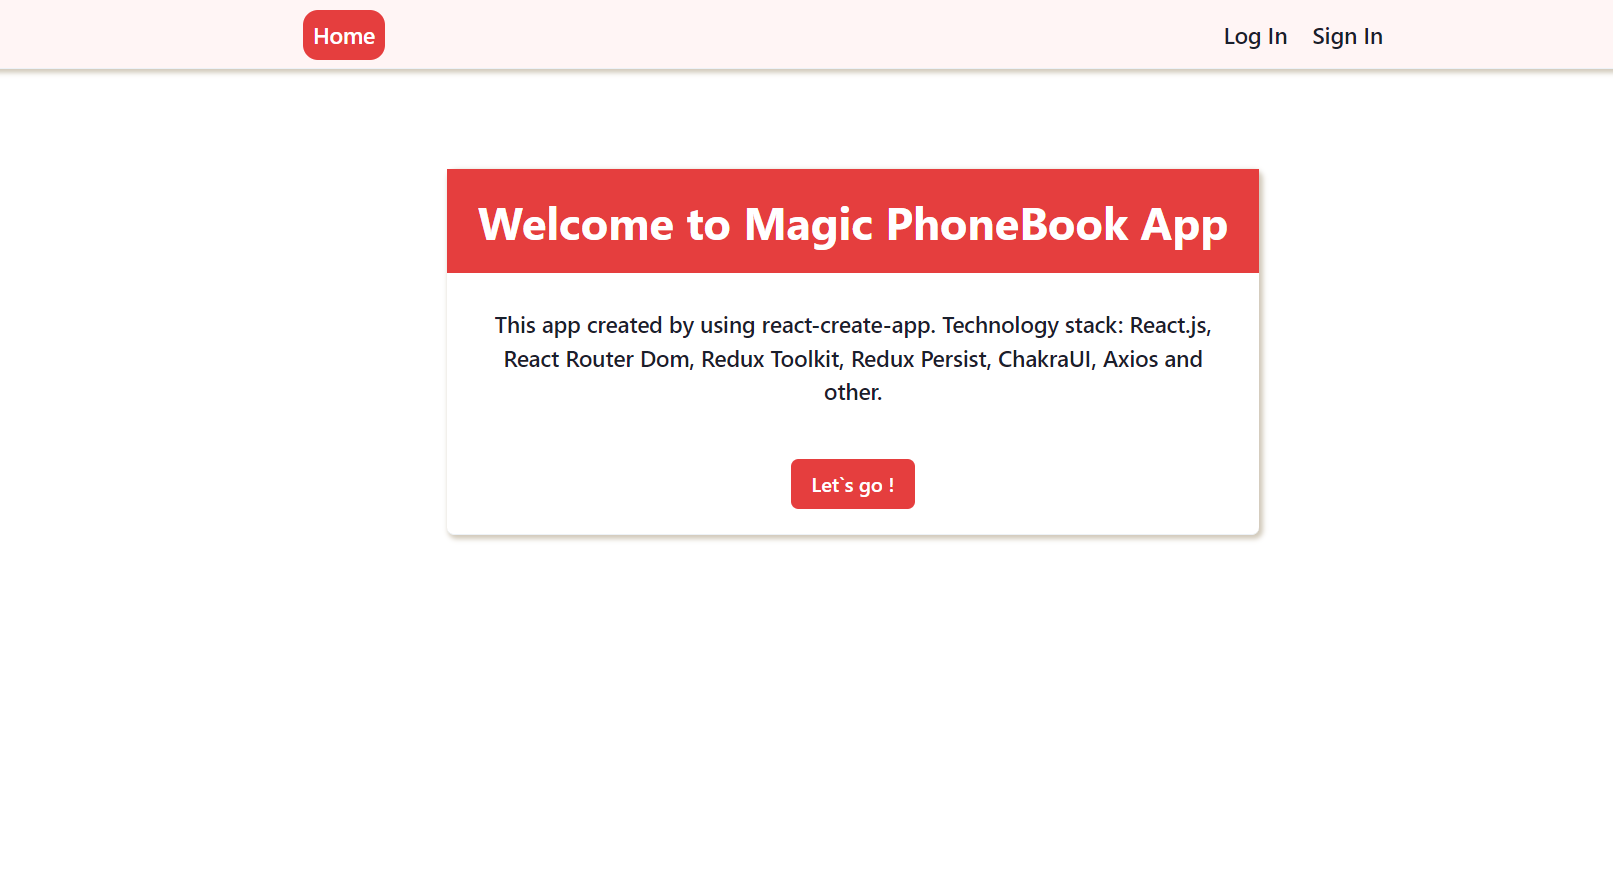 Home
Log In
Sign In
Welcome to Magic PhoneBook App
This app created by using react-create-app. Technology stack: React.js,
React Router Dom, Redux Toolkit, Redux Persist, ChakraUI, Axios and
other.
Let`s go !